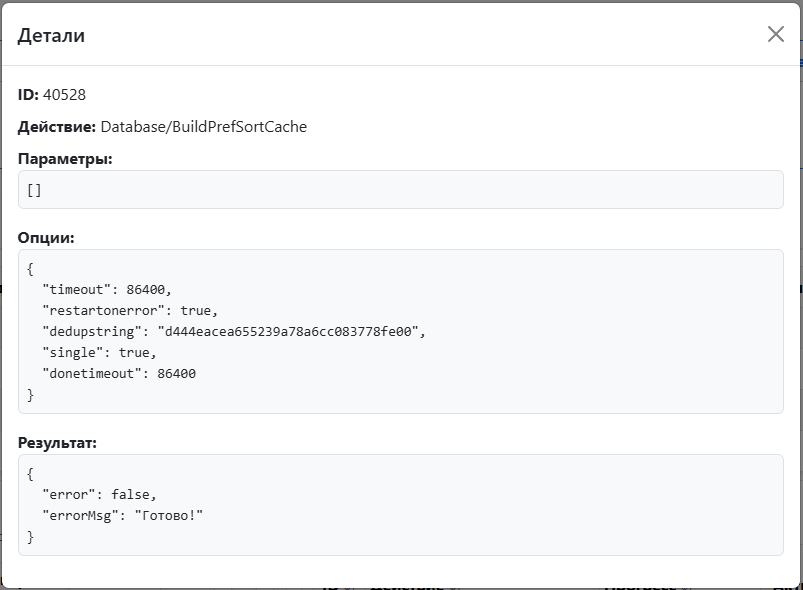 Детали
ID: 40528
Действие: Database/BuildPrefSortCache
Параметры:
[]
Опции:
{
"timeout": 86400,
"restartonerror": true,
"dedupstring": "d444eacea655239a78a6cc083778fe00",
"single": true,
"donetimeout": 86400
}
Результат:
{
"error": false,
"errorMsg": "Готово!"
}